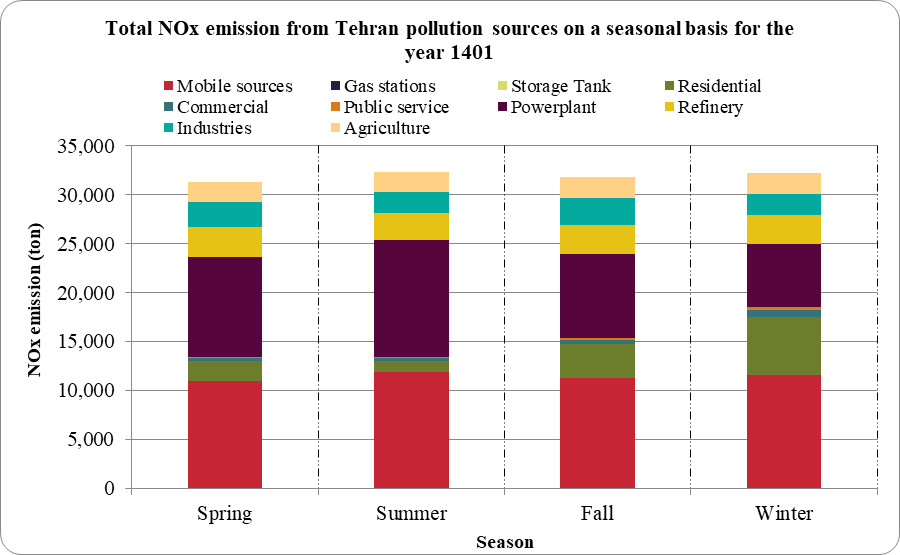 Total NOx emission from Tehran pollution sources on a seasonal basis for the
year 1401
Mobile sources Gas stations Storage Tank Residential
Commercial Public service Powerplant Refinery
Industries Agriculture
35,000
30,000
25,000
20,000
15,000
10,000
5,000
0
NOx emission (ton)
Spring Summer Fall Winter
Season